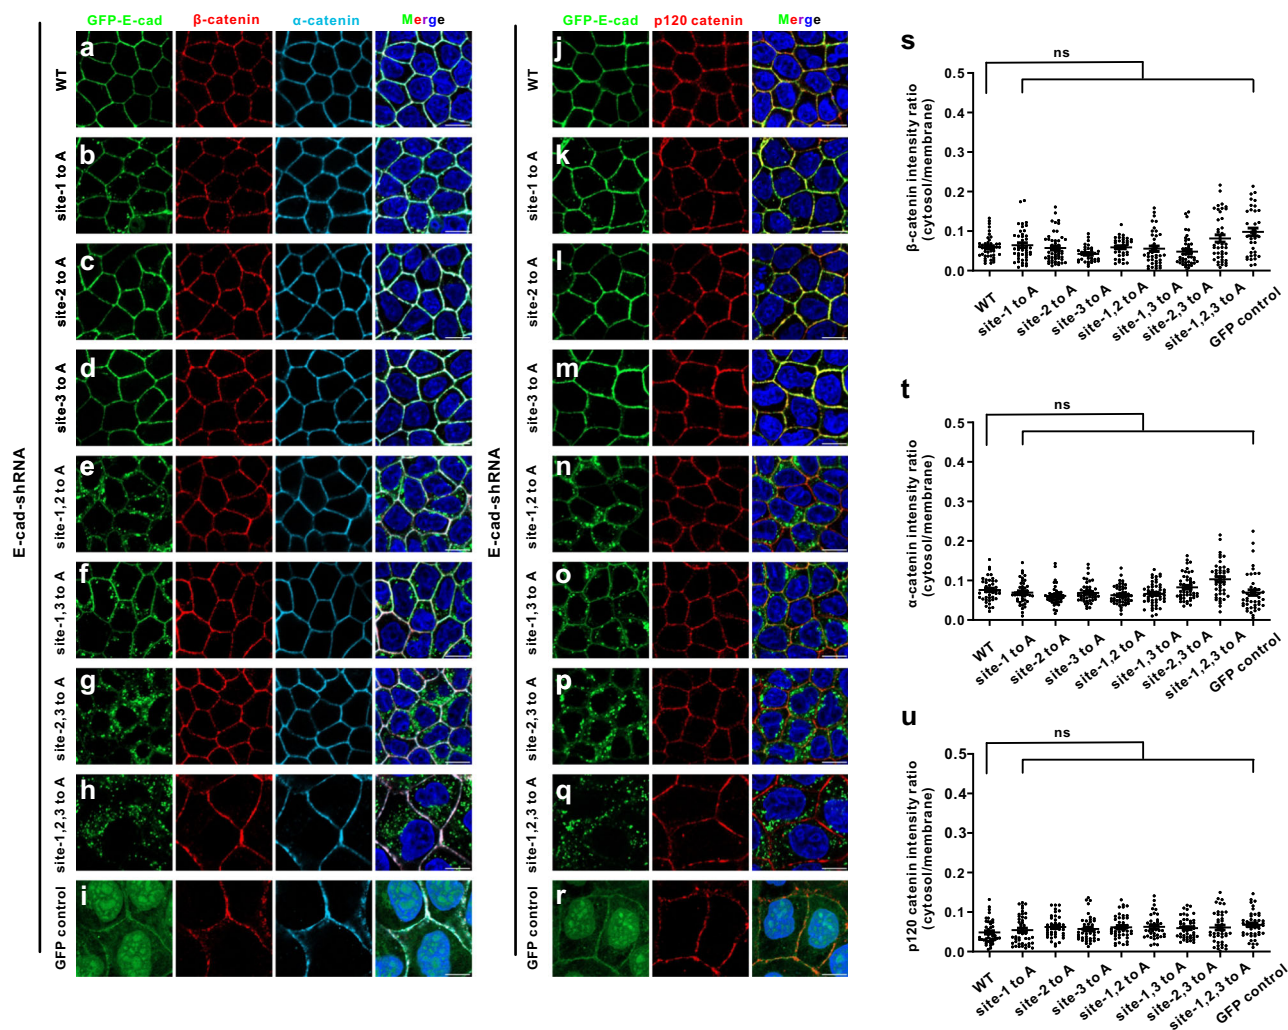 GFP-E-cad β-catenin α-catenin Merge
E-cad-shRNA
WT
a
site-1 to A
b
site-2 to A
c
site-3 to A
d
site-1,2 to A
e
site-1,3 to A
f
site-2,3 to A
g
site-1,2,3 to A
h
GFP control
i
GFP-E-cad p120 catenin Merge
E-cad-shRNA
WT
j
site-1 to A
k
site-2 to A
l
site-3 to A
m
site-1,2 to A
n
site-1,3 to A
o
site-2,3 to A
p
site-1,2,3 to A
q
GFP control
r
s
ns
β-catenin intensity ratio
(cytosol/membrane)
0.5
0.4
0.3
0.2
0.1
0.0
WT
site-1 to A
site-2 to A
site-3 to A
site-1,2 to A
site-1,3 to A
site-2,3 to A
site-1,2,3 to A
GFP control
t
ns
α-catenin intensity ratio
(cytosol/membrane)
0.5
0.4
0.3
0.2
0.1
0.0
WT
site-1 to A
site-2 to A
site-3 to A
site-1,2 to A
site-1,3 to A
site-2,3 to A
site-1,2,3 to A
GFP control
u
ns
p120 catenin intensity ratio
(cytosol/membrane)
0.5
0.4
0.3
0.2
0.1
0.0
WT
site-1 to A
site-2 to A
site-3 to A
site-1,2 to A
site-1,3 to A
site-2,3 to A
site-1,2,3 to A
GFP control